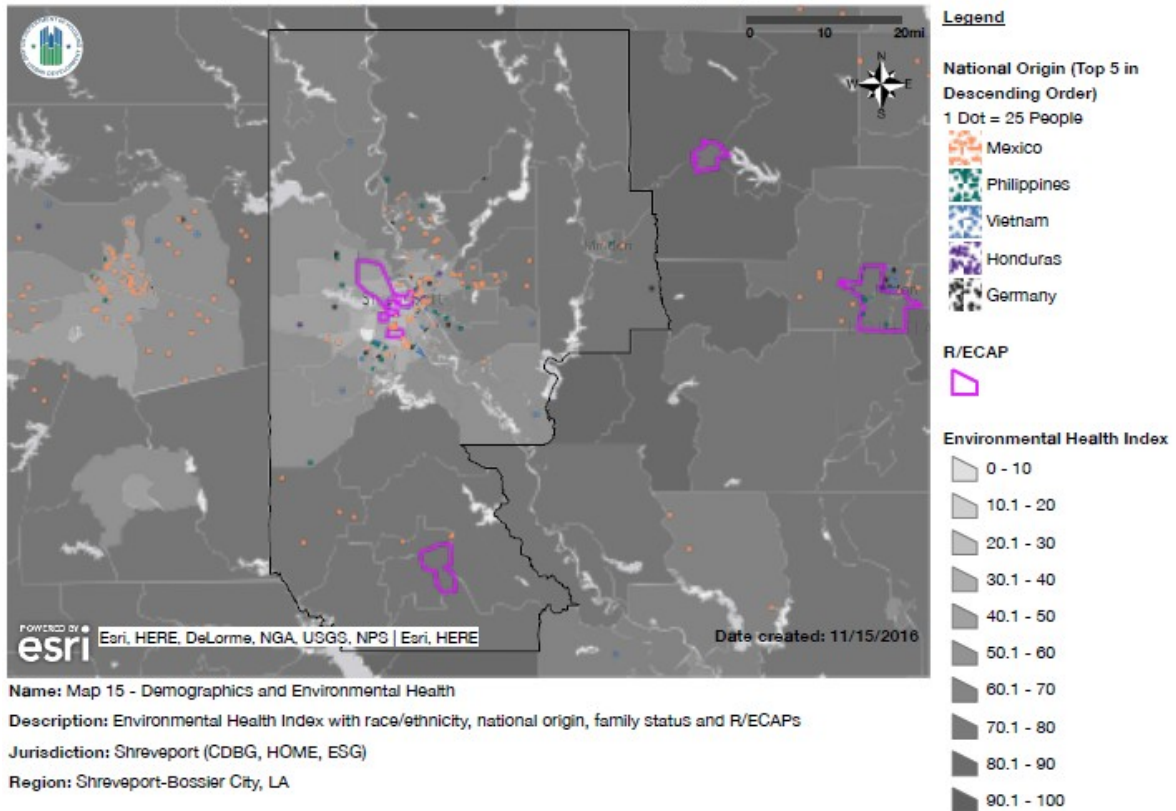 0 10 20mi
N
W E
S
Minden
POWERED BY
esri
Esri, HERE, DeLorme, NGA, USGS, NPS | Esri, HERE
Date created: 11/15/2016
Name: Map 15 - Demographics and Environmental Health
Description: Environmental Health Index with race/ethnicity, national origin, family status and R/ECAPs
Jurisdiction: Shreveport (CDBG, HOME, ESG)
Region: Shreveport-Bossier City, LA
Legend
National Origin (Top 5 in
Descending Order)
1 Dot = 25 People
Mexico
Philippines
Vietnam
Honduras
Germany
R/ECAP
Environmental Health Index
0 - 10
10.1 - 20
20.1 - 30
30.1 - 40
40.1 - 50
50.1 - 60
60.1 - 70
70.1 - 80
80.1 - 90
90.1 - 100